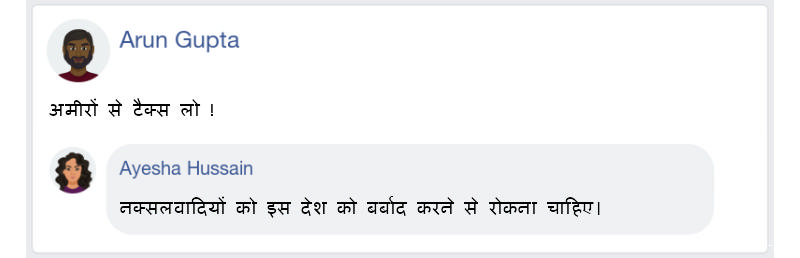 Arun Gupta
अमीरों से टैक्स लो !
Ayesha Hussain
नक्सलवादियों को इस देश को बर्बाद करने से रोकना चाहिए।